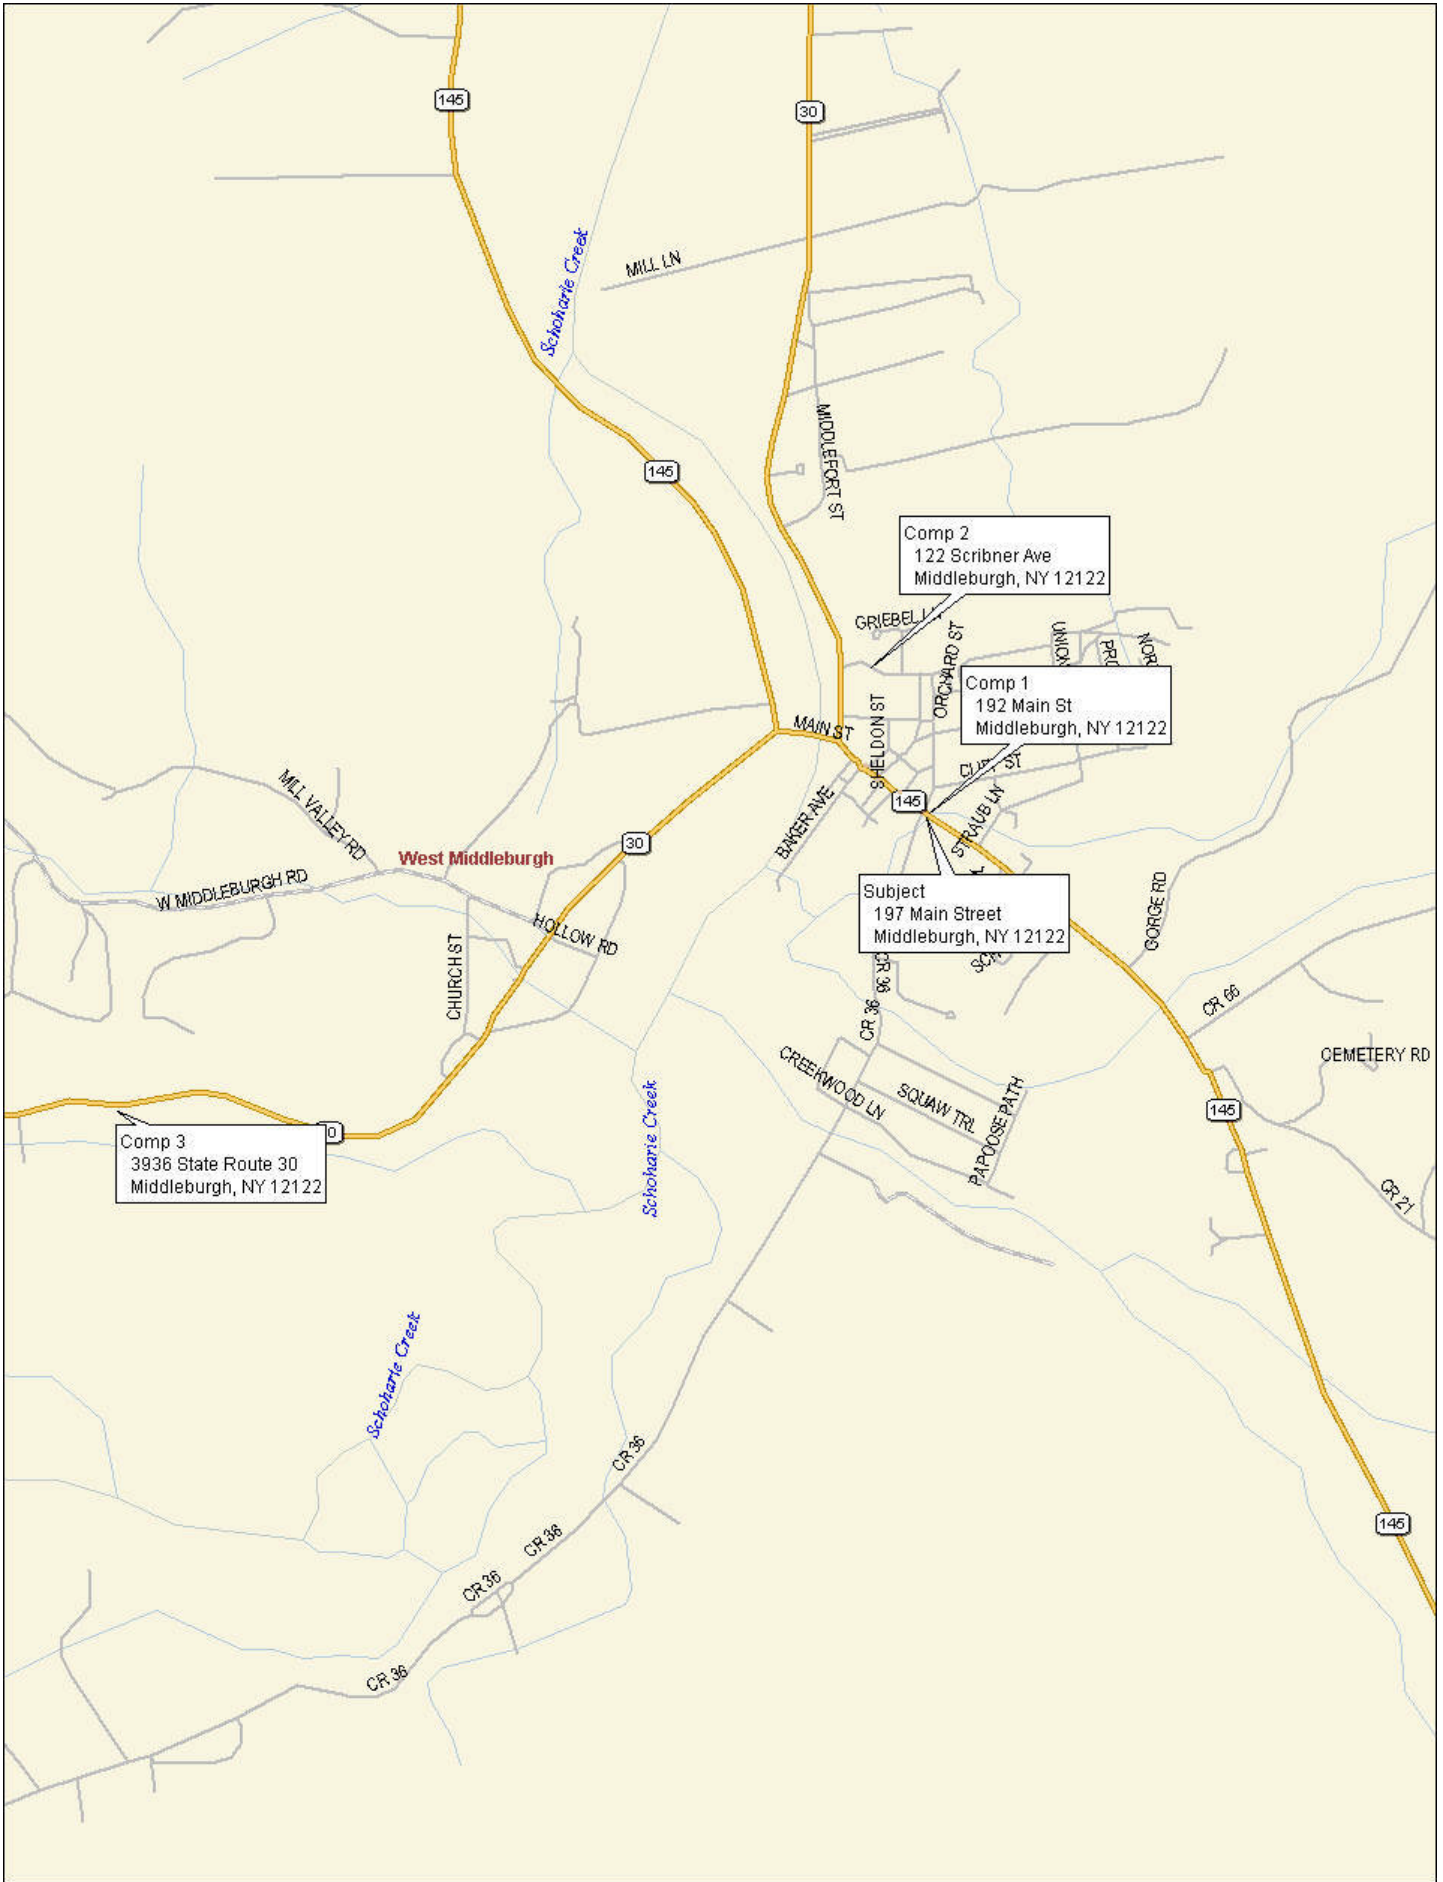 145
30
Schoharie Creek
MILL LN
MIDDLEFORT ST
145
Comp 2
122 Scribner Ave
Middleburgh, NY 12122
GRIEBEL LN
ORCHARD ST
UNION
Comp 1
192 Main St
Middleburgh, NY 12122
MAIN ST
SHELDON ST
CLIFF ST
145
STRAUB LN
BAKER AVE
MILL VALLEY RD
30
West Middleburgh
W MIDDLEBURGH RD
HOLLOW RD
CHURCH ST
Subject
197 Main Street
Middleburgh, NY 12122
GORGE RD
CR 36
CR 36
CR 66
CEMETERY RD
CREEKWOOD LN
SQUAW TRL
PAPOOSE PATH
145
CR 21
Comp 3
3936 State Route 30
Middleburgh, NY 12122
Schoharie Creek
Schoharie Creek
CR 36
CR 36
CR 36
CR 36
145